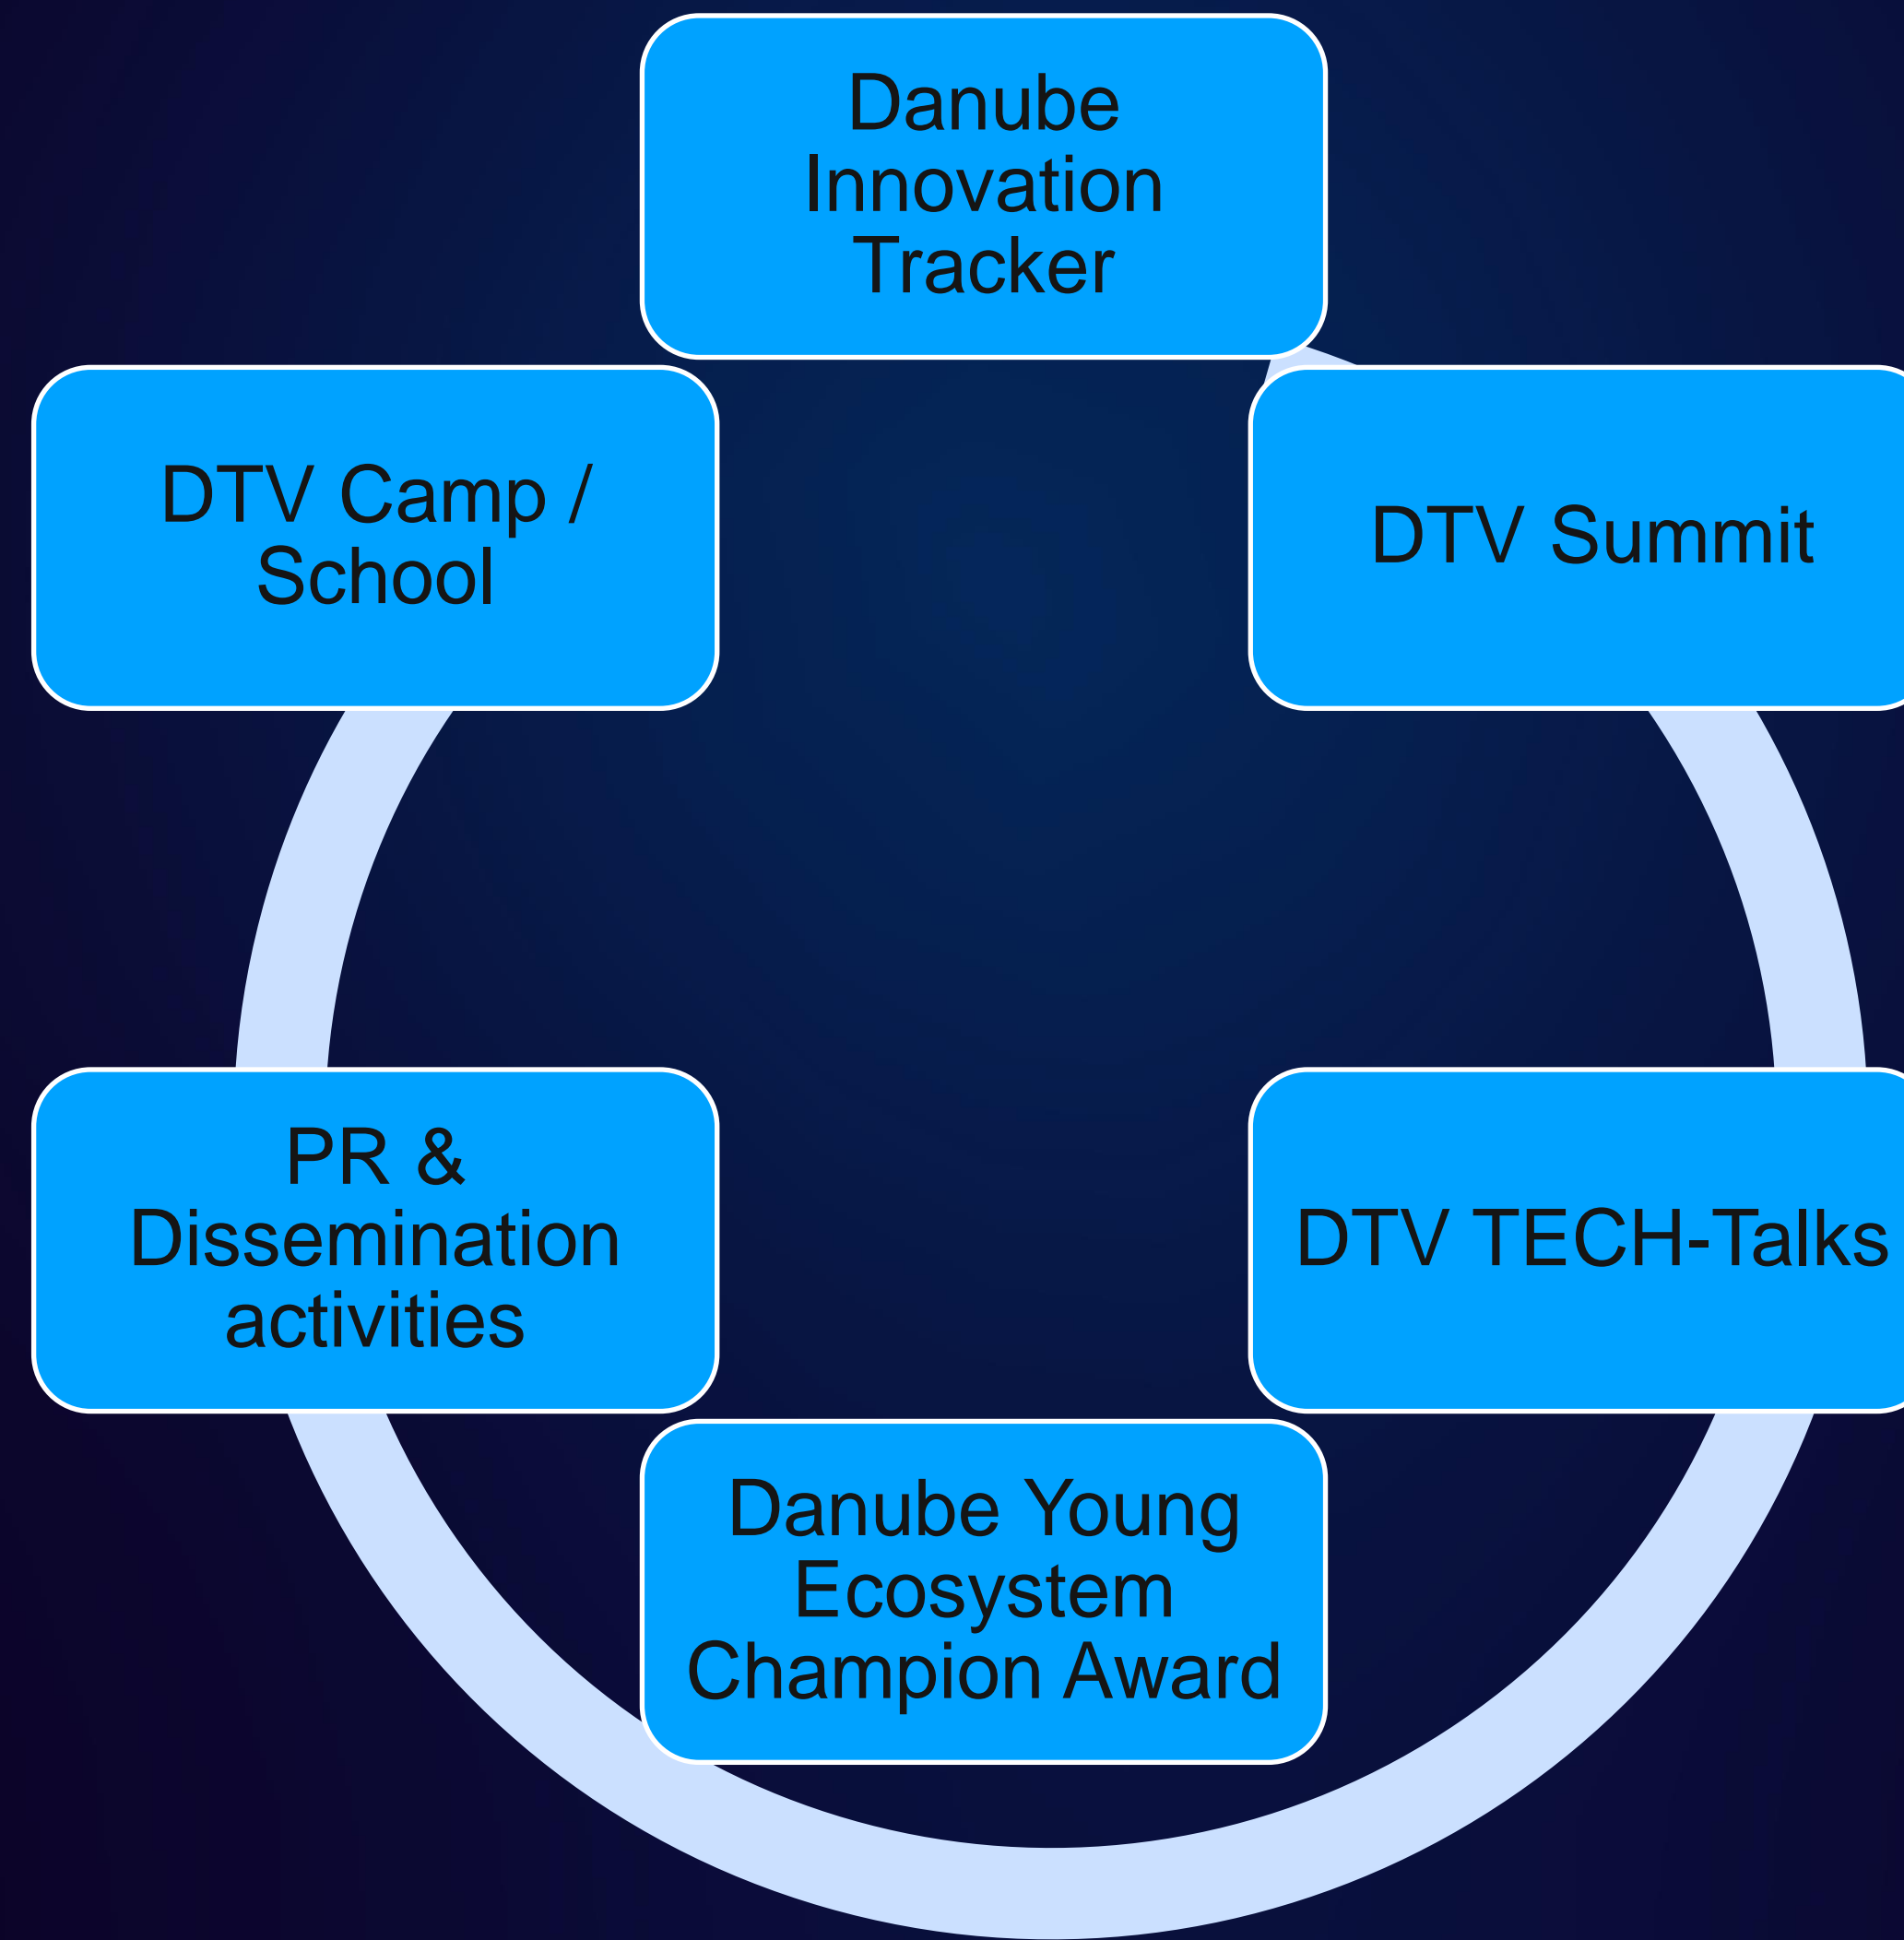 Danube
Innovation
Tracker
DTV Summit
DTV TECH-Talks
Danube Young
Ecosystem
Champion Award
PR &
Dissemination
activities
DTV Camp /
School